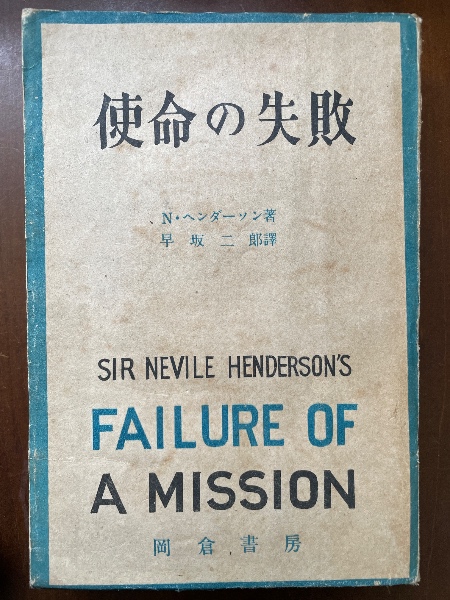 使命の失敗
N・ヘンダーソン著
早坂二郎譯
SIR NEVILE HENDERSON'S
FAILURE OF
A MISSION
岡倉書房